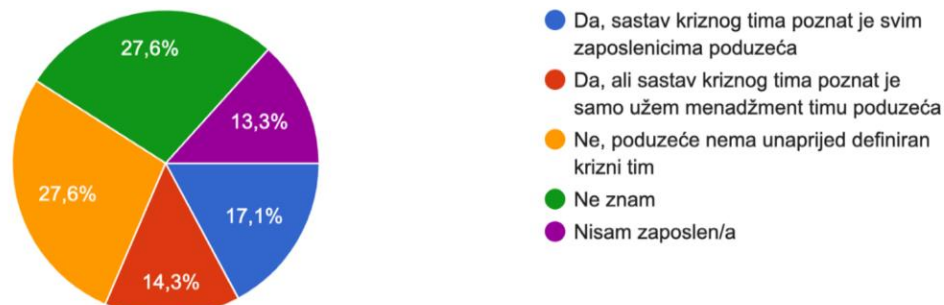 27,6%
13,3%
27,6%
17,1%
14,3%
Da, sastav kriznog tima poznat je svim
zaposlenicima poduzeća
Da, ali sastav kriznog tima poznat je
samo užem menadžment timu poduzeća
Ne, poduzeće nema unaprijed definiran
krizni tim
Ne znam
Nisam zaposlen/a